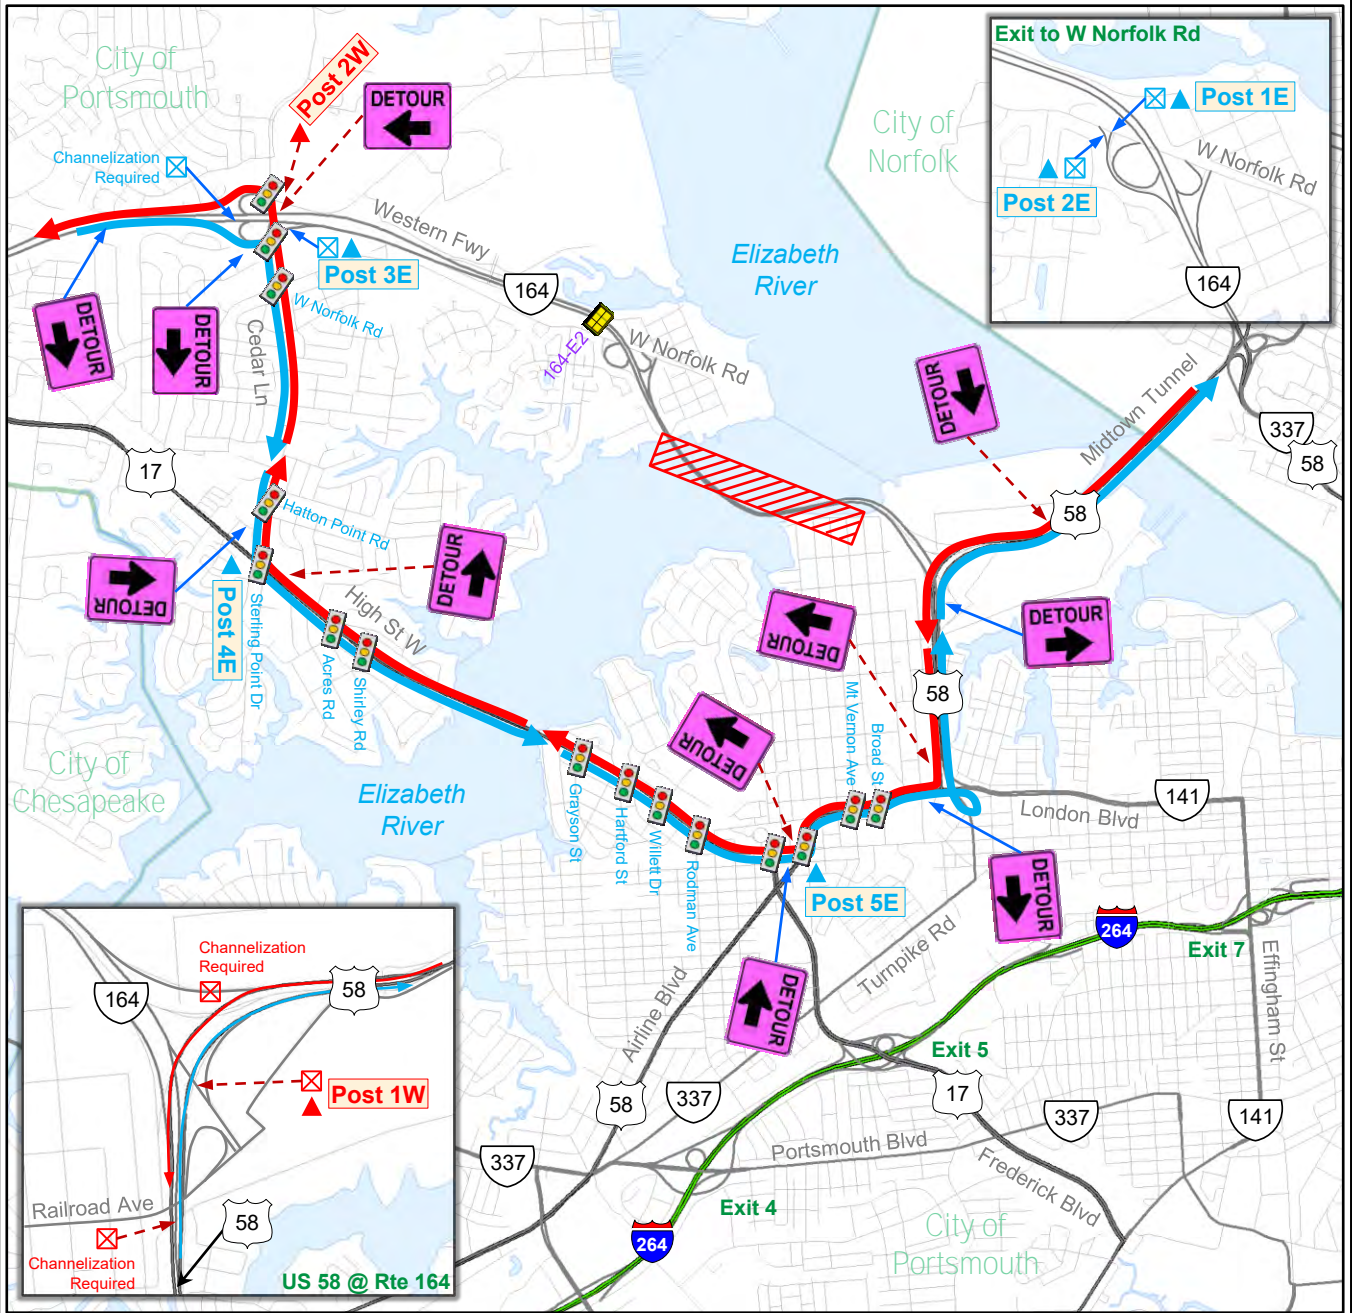 City of
Portsmouth
Post 2W
DETOUR
Channelization
Required
Western Fwy
164
Post 3E
W Norfolk Rd
DETOUR
DETOUR
Cedar Ln
164-E2
W Norfolk Rd
Elizabeth
River
City of
Norfolk
Exit to W Norfolk Rd
Post 1E
W Norfolk Rd
Post 2E
164
DETOUR
Midtown Tunnel
337
58
58
17
Hatton Point Rd
DETOUR
Post 4E
Sterling Point Dr
DETOUR
High St W
Acres Rd
Shirley Rd
DETOUR
DETOUR
58
DETOUR
Mt Vernon Ave
Broad St
City of
Chesapeake
Elizabeth
River
Grayson St
Hartford St
Willett Dr
Rodman Ave
London Blvd
141
Post 5E
DETOUR
DETOUR
Turnpike Rd
264
Exit 7
Effingham St
Airline Blvd
Exit 5
58
337
17
337
141
337
Portsmouth Blvd
Frederick Blvd
Exit 4
264
City of
Portsmouth
Channelization
Required
164
58
Post 1W
Railroad Ave
58
Channelization
Required
US 58 @ Rte 164